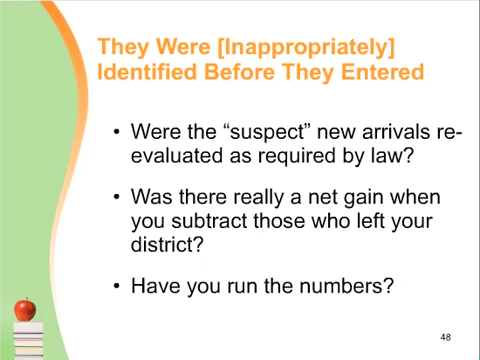 They Were [Inappropriately]
Identified Before They Entered
• Were the “suspect” new arrivals re-
evaluated as required by law?
• Was there really a net gain when
you subtract those who left your
district?
• Have you run the numbers?
48